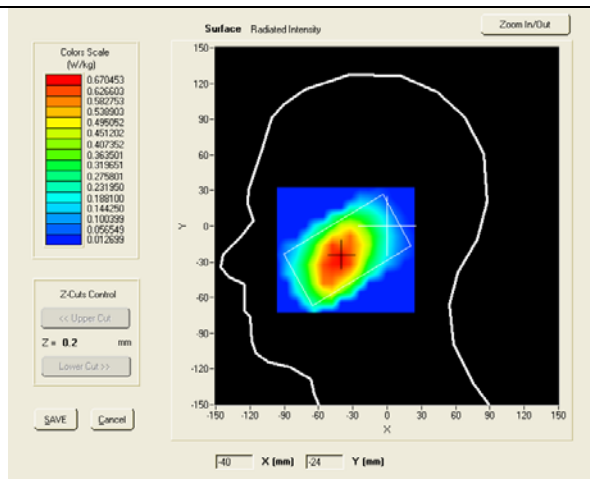 Surface Radiated Intensity
Zoom In/Out
Colors Scale
(W/kg)
0.670453
0.626603
0.582753
0.538903
0.495052
0.451202
0.407352
0.363501
0.319651
0.275801
0.231950
0.188100
0.144250
0.100399
0.056549
0.012699
Z-Cuts Control
<< Upper Cut
Z = 0.2 mm
Lower Cut >>
SAVE Cancel
150
120
90
60
30
0
-30
-60
-90
-120
-150
Y
-150 -120 -90 -60 -30 0 30 60 90 120 150
X
-40 X (mm) -24 Y (mm)